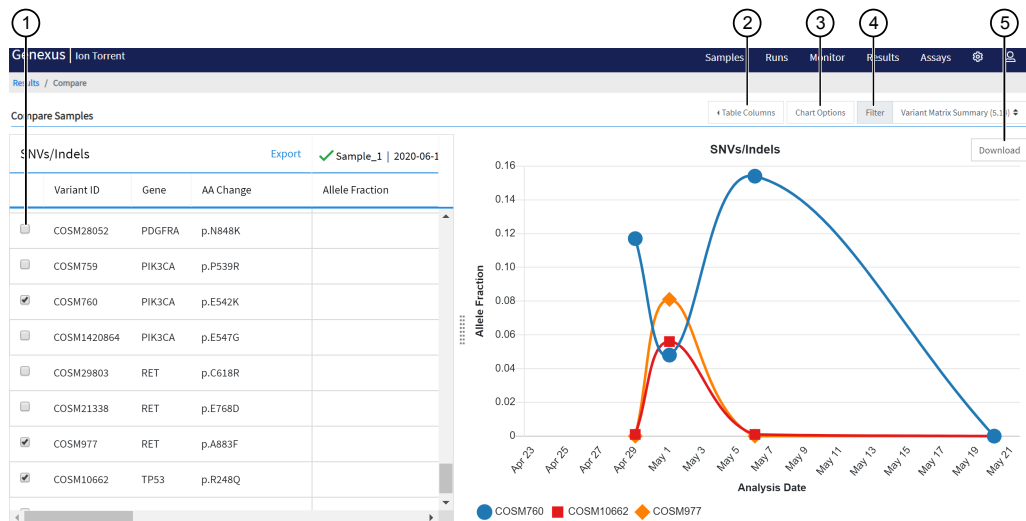 1
2
3
4
5
Genexus | Ion Torrent
Samples Runs Monitor Results Assays
Results / Compare
Compare Samples
Table Columns
Chart Options
Filter
Variant Matrix Summary (5.10)
SNVs/Indels
Export
Sample_1 | 2020-06-1
Variant ID Gene AA Change Allele Fraction
COSM28052 PDGFRA p.N848K
COSM759 PIK3CA p.P539R
COSM760 PIK3CA p.E542K
COSM1420864 PIK3CA p.E547G
COSM29803 RET p.C618R
COSM21338 RET p.E768D
COSM977 RET p.A883F
COSM10662 TP53 p.R248Q
SNVs/Indels
Download
Allele Fraction
0.16
0.14
0.12
0.10
0.08
0.06
0.04
0.02
0
Apr 23 Apr 25 Apr 27 Apr 29 May 1 May 3 May 5 May 7 May 9 May 11 May 13 May 15 May 17 May 19 May 21
Analysis Date
COSM760 COSM10662 COSM977